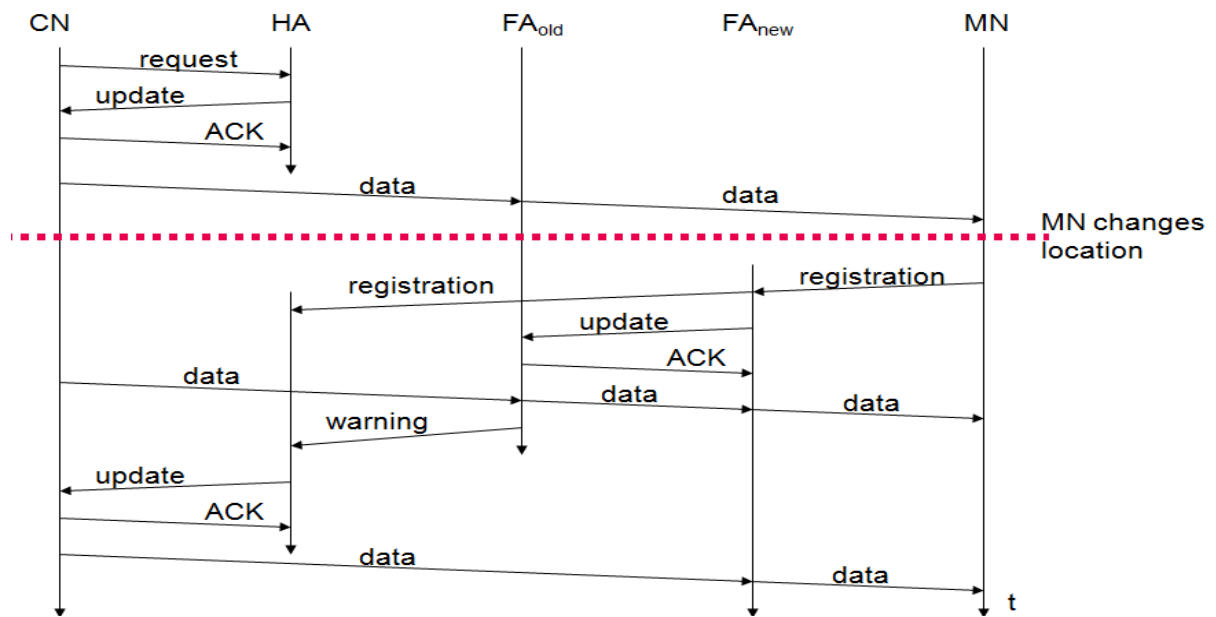 CN HA FAold FAnew MN
request
update
ACK
data data
MN changes
location
registration registration
update
ACK
data data data
warning
update
ACK
data data
t